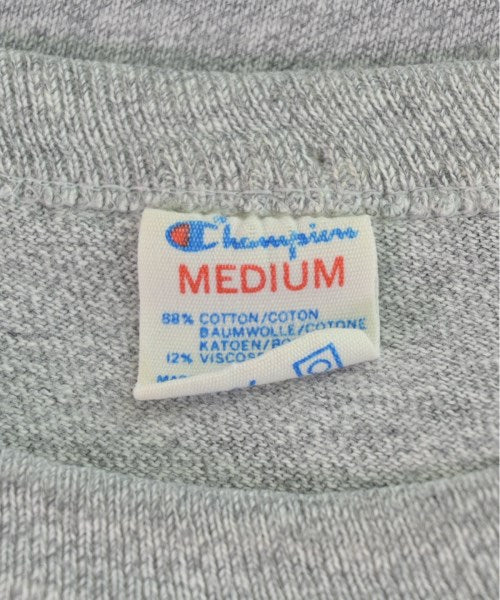 Champion
MEDIUM
88% COTTON/COTON
BAUMWOLLE/COTONE
KATOEN/
12% VISCOSE